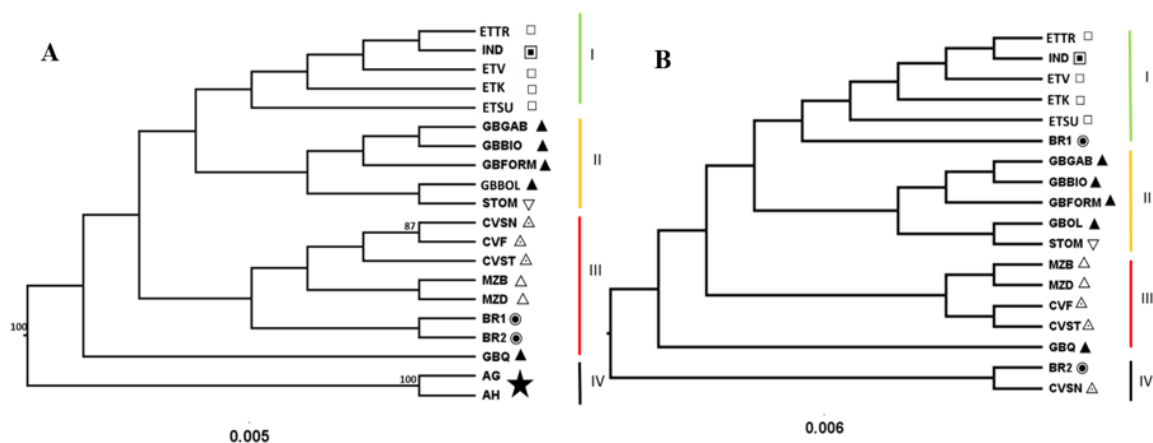 A
ETTR
IND
ETV
ETK
ETSU
GBGAB
GBBIO
GBFORM
GBBOL
STOM
87
CVSN
CVF
CVST
MZB
MZD
BR1
BR2
100
GBQ
100
AG
AH
I
II
III
IV
0.005
B
ETTR
IND
ETV
ETK
ETSU
BR1
GBGAB
GBBIO
GBFORM
GBOL
STOM
MZB
MZD
CVF
CVST
GBQ
BR2
CVSN
I
II
III
IV
0.006